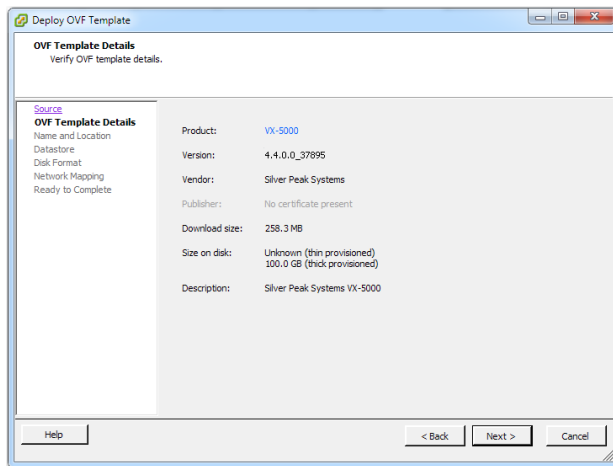 Deploy OVF Template
OVF Template Details
Verify OVF template details.
Source
OVF Template Details
Name and Location
Datastore
Disk Format
Network Mapping
Ready to Complete
Product: VX-5000
Version: 4.4.0.0_37895
Vendor: Silver Peak Systems
Publisher: No certificate present
Download size: 258.3 MB
Size on disk: Unknown (thin provisioned)
100.0 GB (thick provisioned)
Description: Silver Peak Systems VX-5000
Help < Back Next > Cancel